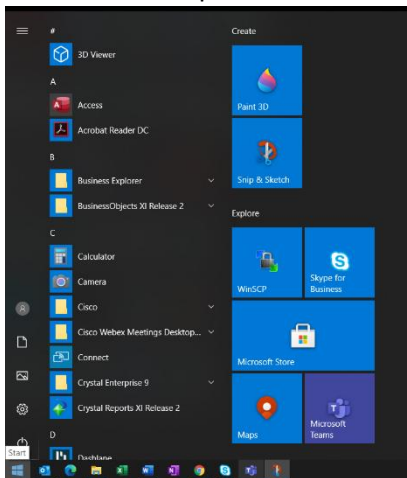 #
3D Viewer
A
Access
Acrobat Reader DC
B
Business Explorer
BusinessObjects XI Release 2
C
Calculator
Camera
Cisco
Cisco Webex Meetings Desktop...
Connect
Crystal Enterprise 9
Crystal Reports XI Release 2
D
Dashlane
Start
Create
Paint 3D
Snip & Sketch
Explore
WinSCP
Skype for
Business
Microsoft Store
Maps
Microsoft
Teams